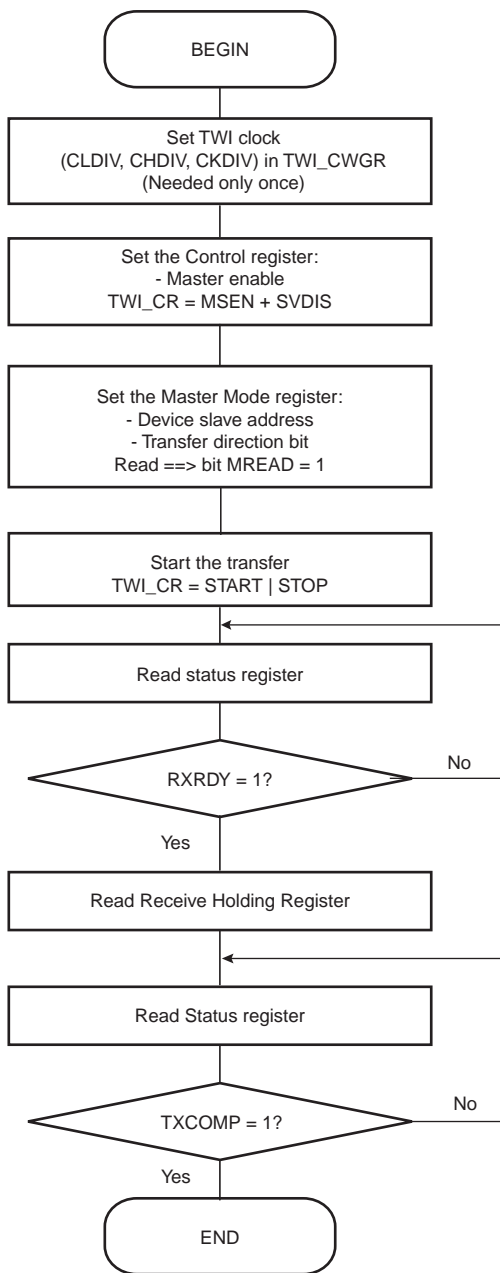 BEGIN
Set TWI clock
(CLDIV, CHDIV, CKDIV) in TWI_CWGR
(Needed only once)
Set the Control register:
- Master enable
TWI_CR = MSEN + SVDIS
Set the Master Mode register:
- Device slave address
- Transfer direction bit
Read ==> bit MREAD = 1
Start the transfer
TWI_CR = START | STOP
Read status register
RXRDY = 1?
No
Yes
Read Receive Holding Register
Read Status register
TXCOMP = 1?
No
Yes
END